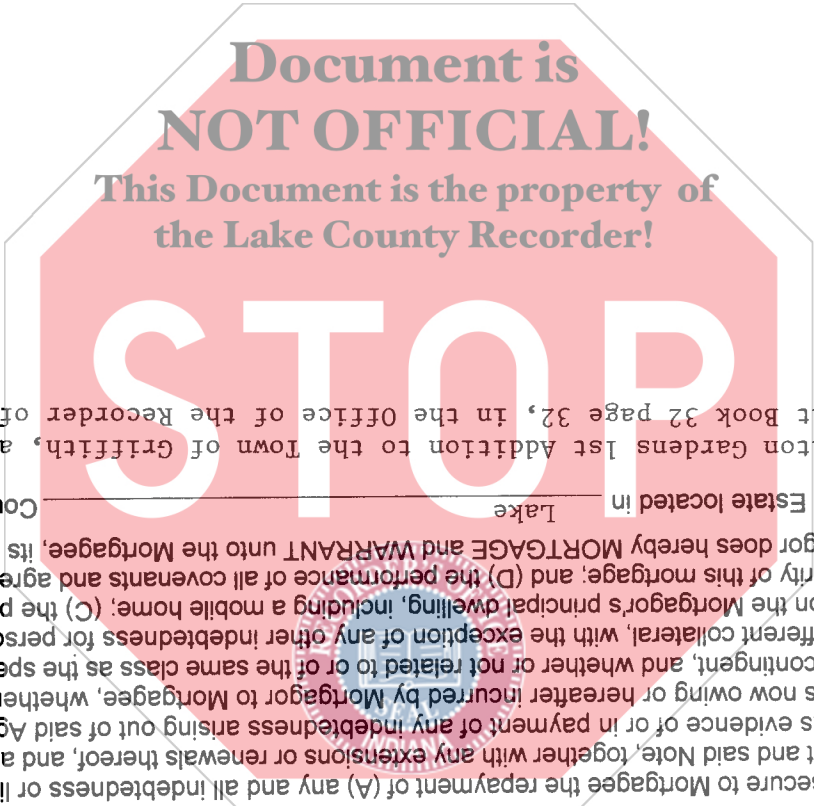 Document is
NOT OFFICIAL!
This Document is the property of
the Lake County Recorder!
STOP
secure to Mortgagee the repayment of (A) any and all indebtedness or li
t and said Note, together with any extensions or renewals thereof, and a
s evidence of or in payment of any indebtedness arising out of said Ag
s now owing or hereafter incurred by Mortgagor to Mortgagee, whether
contingent, and whether or not related to or of the same class as the spe
fferent collateral, with the exception of any other indebtedness for perso
on the Mortgagor's principal dwelling, including a mobile home; (C) the p
rity of this mortgage; and (D) the performance of all covenants and agre
gor does hereby MORTGAGE and WARRANT unto the Mortgagee, its
Estate located in Lake Cou
ton Gardens 1st Addition to the Town of Griffith, a
t Book 32 page 32, in the Office of the Recorder of
RECORDER'S OFFICE
SEAL
INDIANA